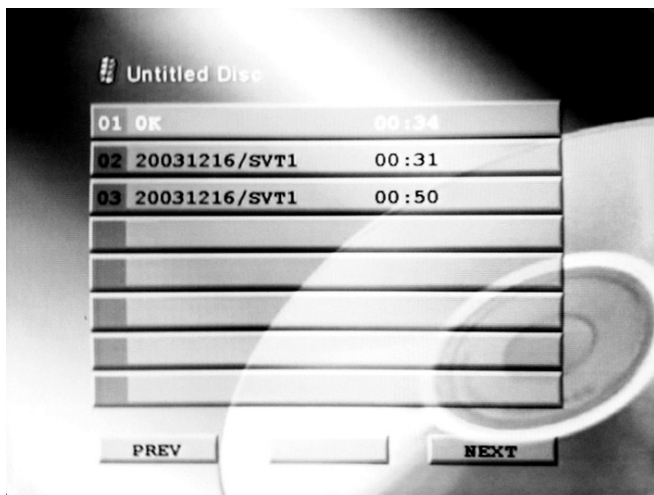 Untitled Disc
01 OK 00:34
02 20031216/SVT1 00:31
03 20031216/SVT1 00:50
PREV NEXT